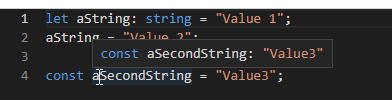 1 let aString: string = "Value 1";
2 aString = "Value 2";
3 const aSecondString: "Value3"
4 const aSecondString = "Value3";